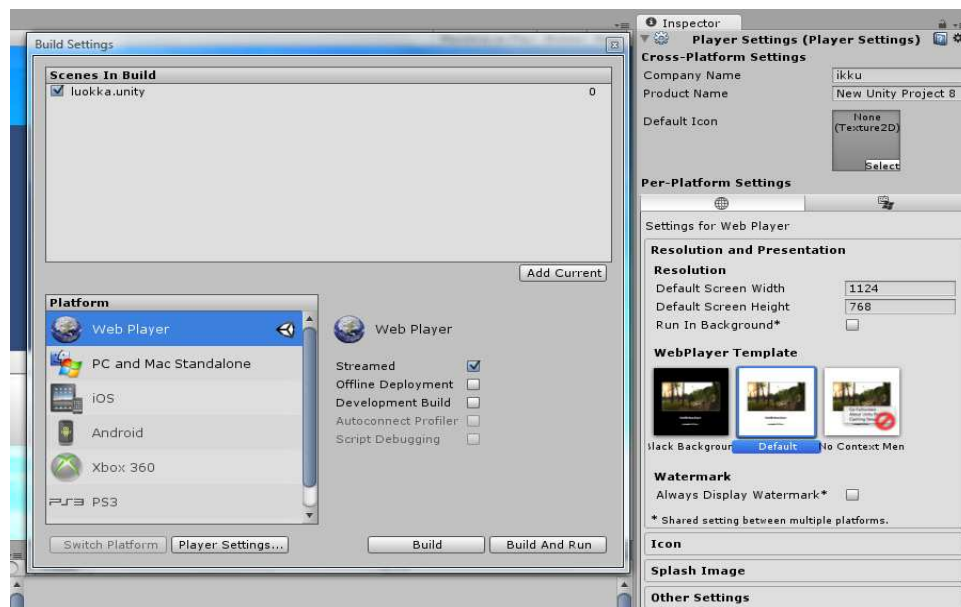 Build Settings
Scenes In Build
luokka.unity 0
Add Current
Platform
Web Player
PC and Mac Standalone
iOS
Android
Xbox 360
PS3
Web Player
Streamed
Offline Deployment
Development Build
Autoconnect Profiler
Script Debugging
Switch Platform Player Settings... Build Build And Run
Inspector
Player Settings (Player Settings)
Cross-Platform Settings
Company Name ikku
Product Name New Unity Project 8
Default Icon
None
(Texture2D)
Select
Per-Platform Settings
Settings for Web Player
Resolution and Presentation
Resolution
Default Screen Width 1124
Default Screen Height 768
Run In Background*
WebPlayer Template
lack Backgroun Default No Context Men
Watermark
Always Display Watermark*
* Shared setting between multiple platforms.
Icon
Splash Image
Other Settings